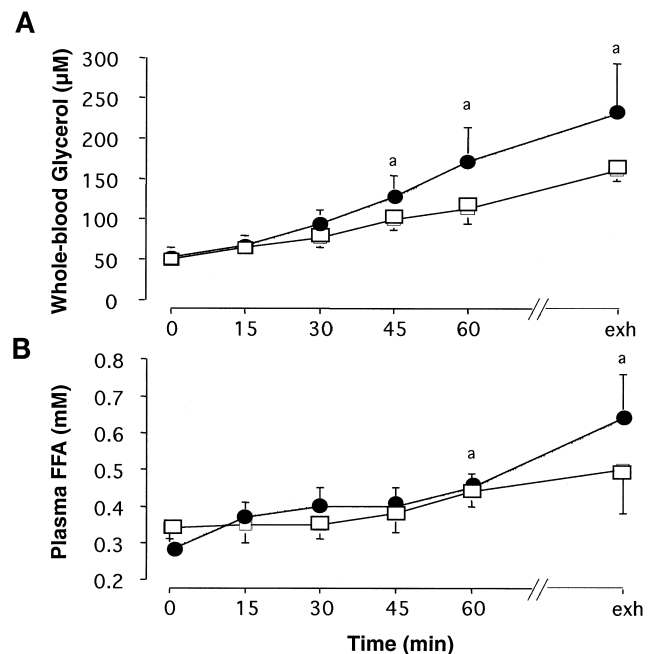 A
Whole-blood Glycerol (µM)
300
250
200
150
100
50
0
a
a
a
0 15 30 45 60 exh
B
Plasma FFA (mM)
0.8
0.7
0.6
0.5
0.4
0.3
0.2
a
a
0 15 30 45 60 exh
Time (min)